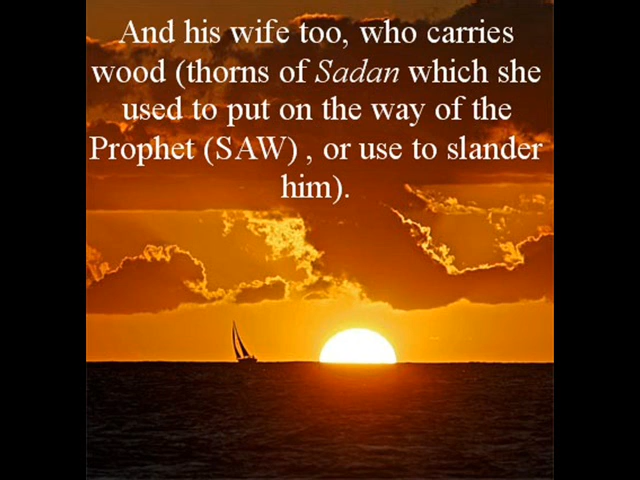 And his wife too, who carries
wood (thorns of Sadan which she
used to put on the way of the
Prophet (SAW) , or use to slander
him).